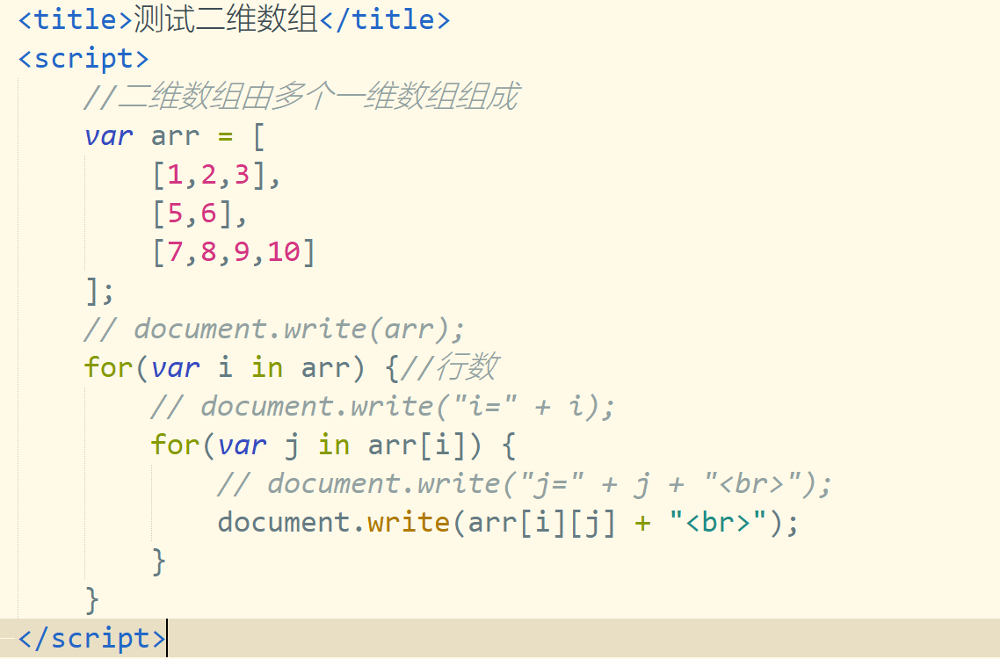 <title>测试二维数组</title>
<script>
//二维数组由多个一维数组组成
var arr = [
[1,2,3],
[5,6],
[7,8,9,10]
];
// document.write(arr);
for(var i in arr) {//行数
// document.write("i=" + i);
for(var j in arr[i]) {
// document.write("j=" + j + "<br>");
document.write(arr[i][j] + "<br>");
}
}
</script>